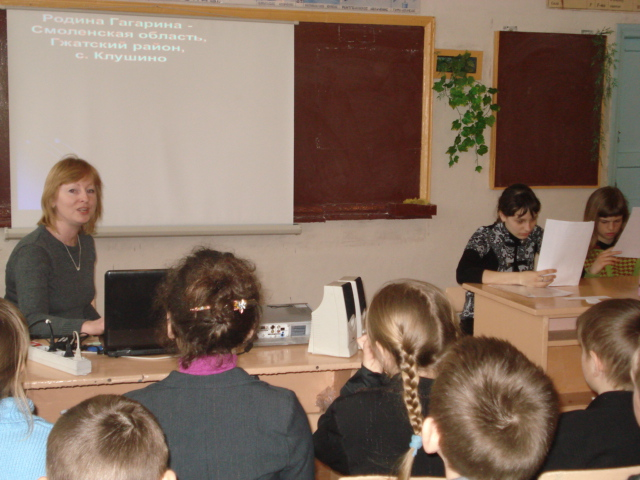 Родина Гагарина -
Смоленская область,
Гжатский район,
с. Клушино